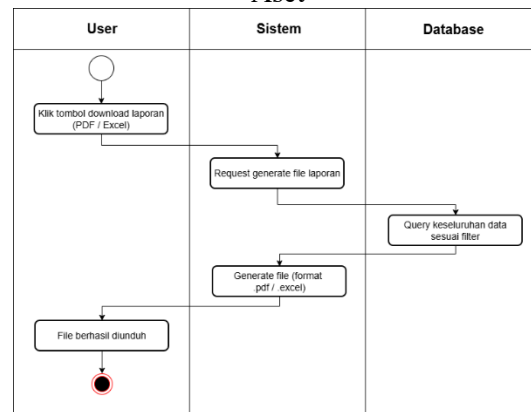 Aset
User
Sistem
Database
Klik tombol download laporan
(PDF / Excel)
Request generate file laporan
Query keseluruhan data
sesuai filter
Generate file (format
.pdf / .excel)
File berhasil diunduh